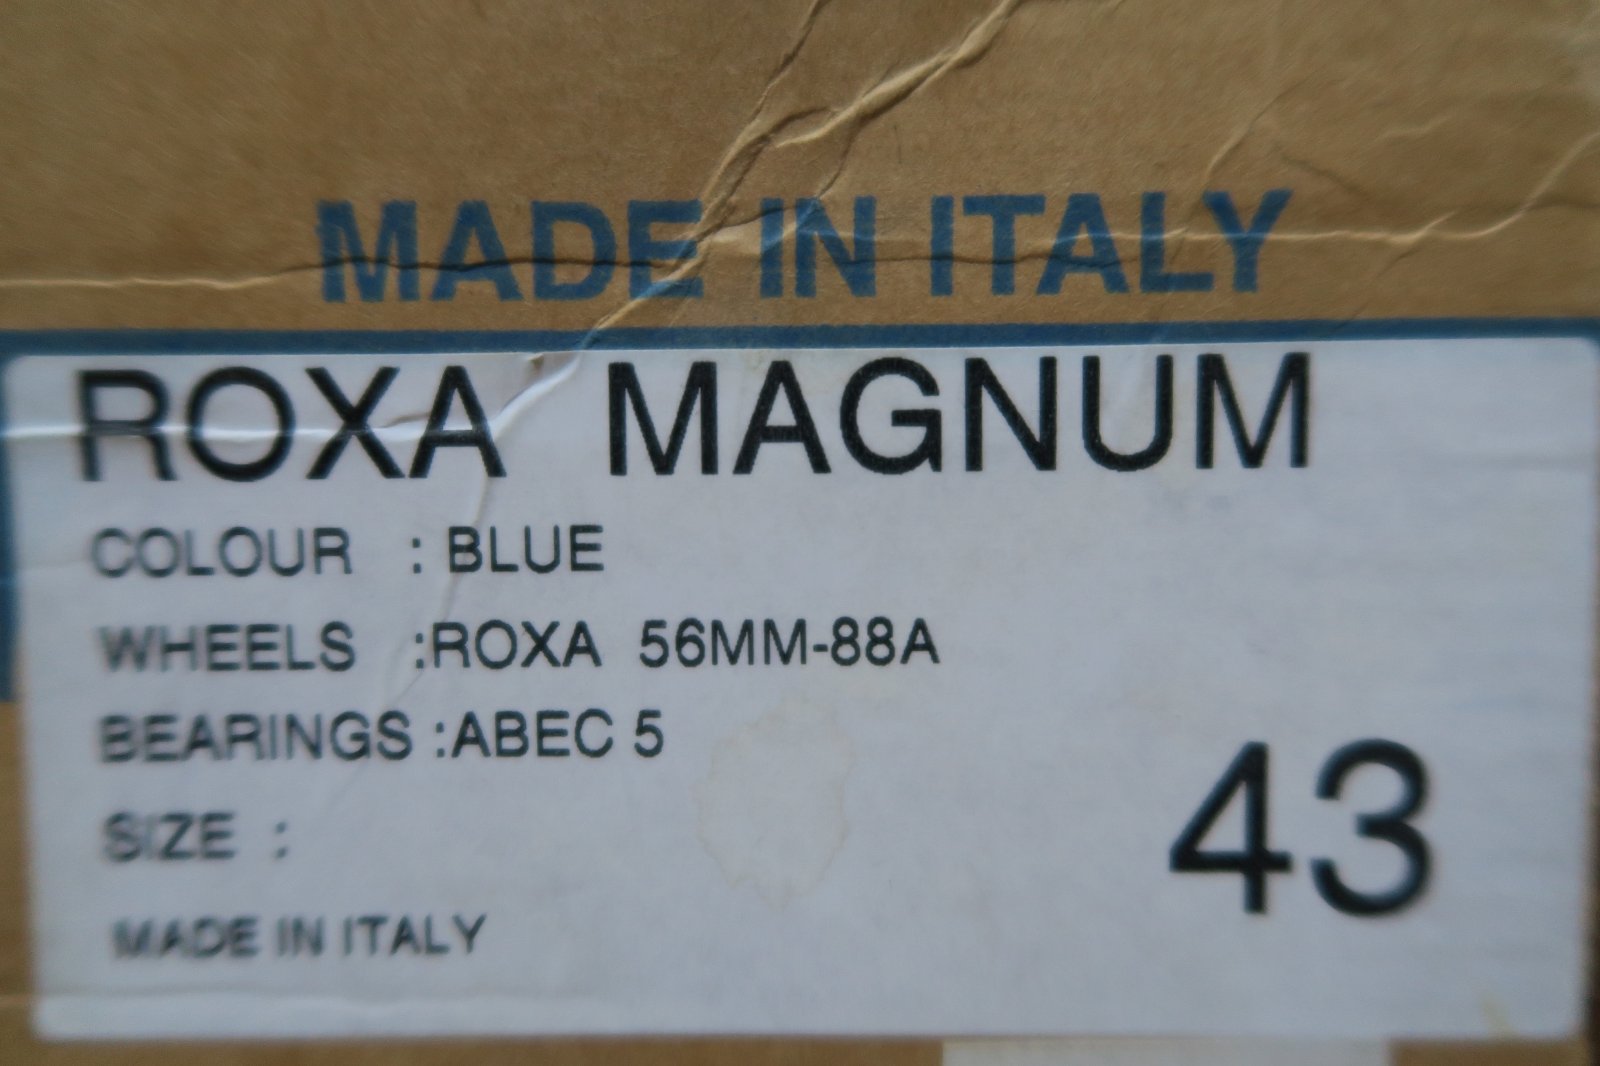 MADE IN ITALY
ROXA MAGNUM
COLOUR : BLUE
WHEELS :ROXA 56MM-88A
BEARINGS :ABEC 5
SIZE : 43
MADE IN ITALY